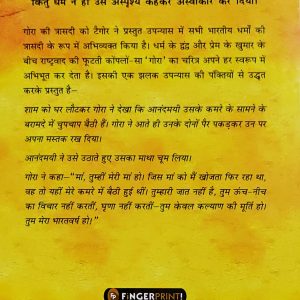 किंतु धर्म ने ही उसे अस्पृश्य कहकर अस्वीकार कर दिया।
गोरा की त्रासदी को टैगोर ने प्रस्तुत उपन्यास में सभी भारतीय धर्मों की
त्रासदी के रूप में अभिव्यक्त किया है। धर्म के द्वंद्व और प्रेम के खुमार के
बीच राष्ट्रवाद की फूटती कोपलों-सा 'गोरा' का चरित्र अपने हर स्वरूप में
अभिभूत कर देता है। इसकी एक झलक उपन्यास की पंक्तियों से उद्धृत
करके प्रस्तुत है–
शाम को घर लौटकर गोरा ने देखा कि आनंदमयी उसके कमरे के सामने के
बरामदे में चुपचाप बैठी हैं। गोरा ने आते ही उनके दोनों पैर पकड़कर उन पर
अपना मस्तक रख दिया।
आनंदमयी ने उसे उठाते हुए उसका माथा चूम लिया।
गोरा ने कहा–"मां, तुम्हीं मेरी मां हो। जिस मां को मैं खोजता फिर रहा था,
वह तो यहां मेरे कमरे में बैठी हुई थीं। तुम्हारी जात नहीं है, तुम ऊंच-नीच
का विचार नहीं करतीं, घृणा नहीं करतीं–तुम केवल कल्याण की मूर्ति हो।
तुम मेरा भारतवर्ष हो।"
FiNGERPRINT!